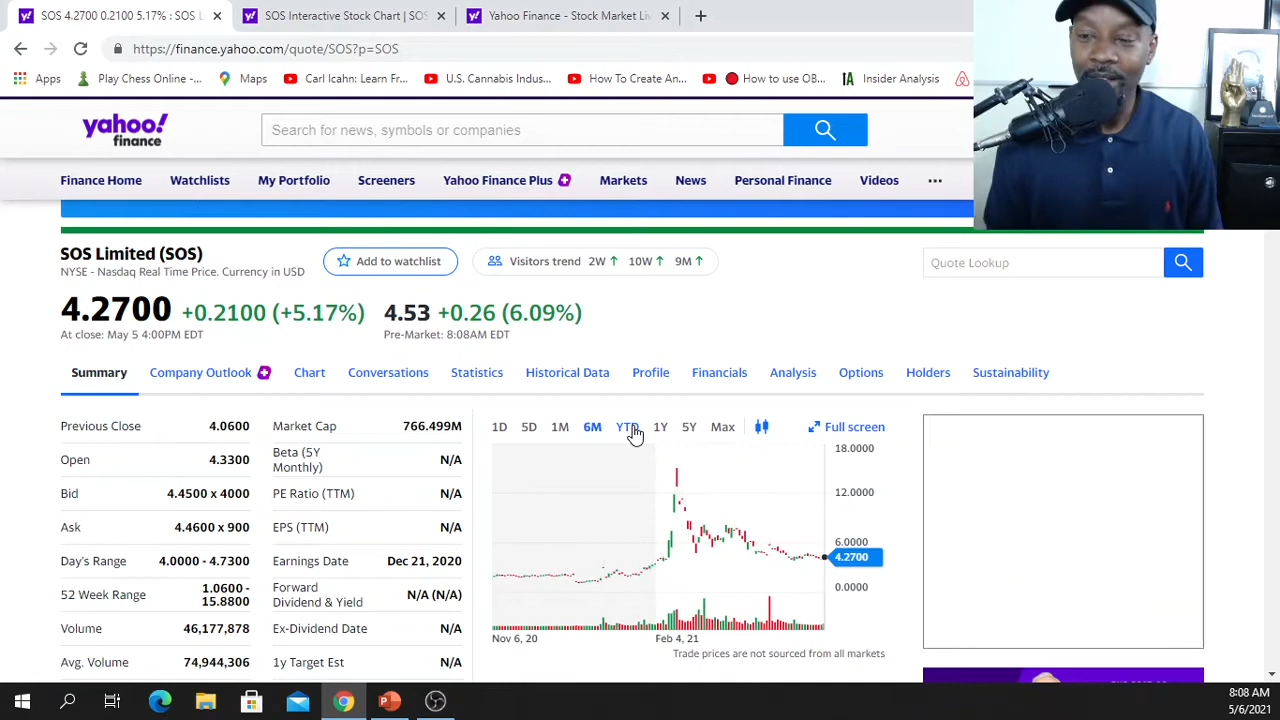 SOS 4.2700 0.2100 5.17% : SOS L
SOS Interactive Stock Chart | SOS
Yahoo Finance - Stock Market Liv
https://finance.yahoo.com/quote/SOS?p=SOS
Apps
Play Chess Online -...
Maps
Carl Icahn: Learn Fr...
U.S. Cannabis Indus...
How To Create An...
How to use OB...
IA
Insider Analysis
yahoo!
finance
Search for news, symbols or companies
Finance Home
Watchlists
My Portfolio
Screeners
Yahoo Finance Plus
Markets
News
Personal Finance
Videos
...
SOS Limited (SOS)
NYSE - Nasdaq Real Time Price. Currency in USD
Add to watchlist
Visitors trend 2W↑ 10W↑ 9M↑
Quote Lookup
4.2700 +0.2100 (+5.17%)
At close: May 5 4:00PM EDT
4.53 +0.26 (6.09%)
Pre-Market: 8:08AM EDT
Summary
Company Outlook
Chart
Conversations
Statistics
Historical Data
Profile
Financials
Analysis
Options
Holders
Sustainability
Previous Close 4.0600
Open 4.3300
Bid 4.4500 x 4000
Ask 4.4600 x 900
Day's Range 4.0000 - 4.7300
52 Week Range 1.0600 -
15.8800
Volume 46,177,878
Avg. Volume 74,944,306
Market Cap 766.499M
Beta (5Y
Monthly) N/A
PE Ratio (TTM) N/A
EPS (TTM) N/A
Earnings Date Dec 21, 2020
Forward
Dividend & Yield N/A (N/A)
Ex-Dividend Date N/A
1y Target Est N/A
1D 5D 1M 6M YTD 1Y 5Y Max
Full screen
18.0000
12.0000
6.0000
4.2700
0.0000
Nov 6, 20
Feb 4, 21
Trade prices are not sourced from all markets
8:08 AM
5/6/2021